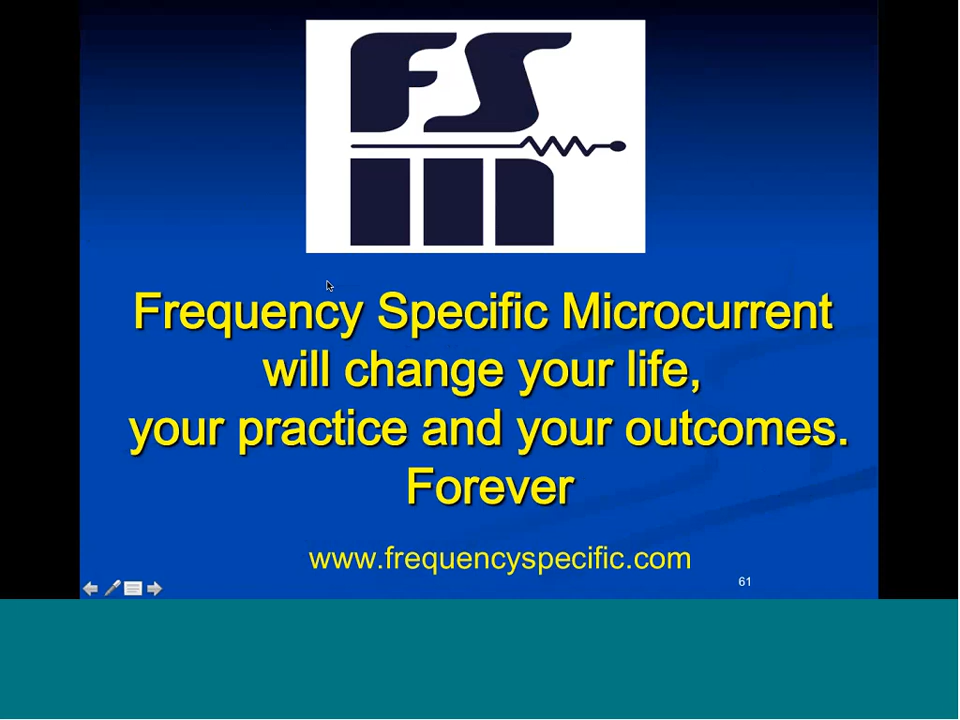 FS
m
Frequency Specific Microcurrent
will change your life,
your practice and your outcomes.
Forever
www.frequencyspecific.com
61